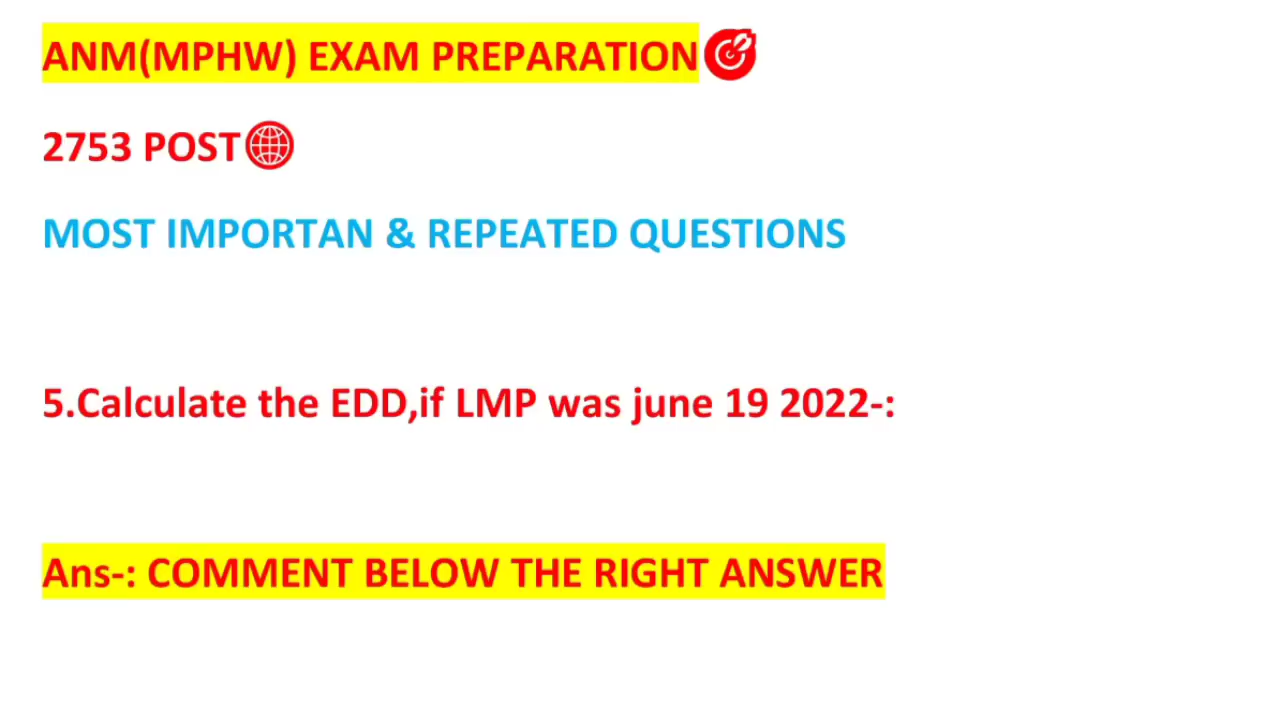 ANM(MPHW) EXAM PREPARATION
2753 POST
MOST IMPORTAN & REPEATED QUESTIONS
5.Calculate the EDD,if LMP was june 19 2022-:
Ans-: COMMENT BELOW THE RIGHT ANSWER